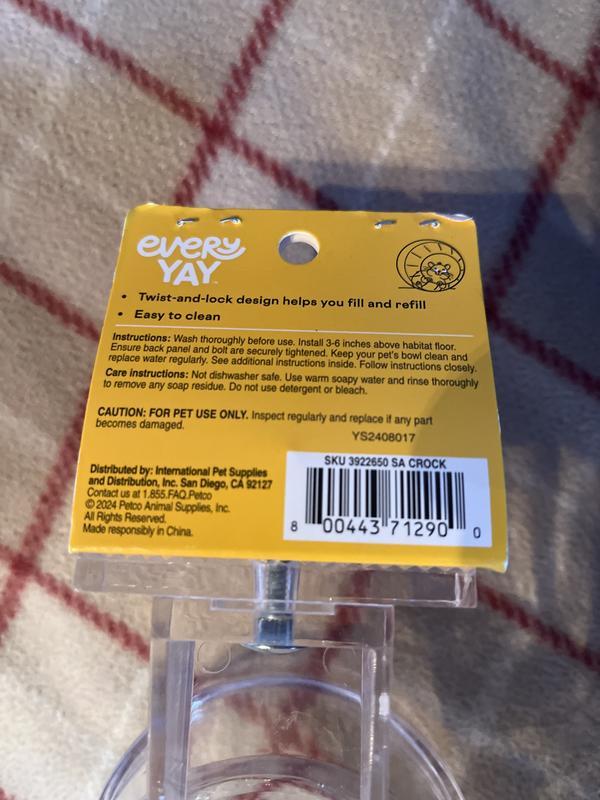 every
YAY™
• Twist-and-lock design helps you fill and refill
• Easy to clean
Instructions: Wash thoroughly before use. Install 3-6 inches above habitat floor.
Ensure back panel and bolt are securely tightened. Keep your pet's bowl clean and
replace water regularly. See additional instructions inside. Follow instructions closely.
Care instructions: Not dishwasher safe. Use warm soapy water and rinse thoroughly
to remove any soap residue. Do not use detergent or bleach.
CAUTION: FOR PET USE ONLY. Inspect regularly and replace if any part
becomes damaged.
YS2408017
Distributed by: International Pet Supplies
and Distribution, Inc. San Diego, CA 92127
Contact us at 1.855.FAQ.Petco
© 2024 Petco Animal Supplies, Inc.
All Rights Reserved.
Made responsibly in China.
SKU 3922650 SA CROCK
8 00443 71290 0